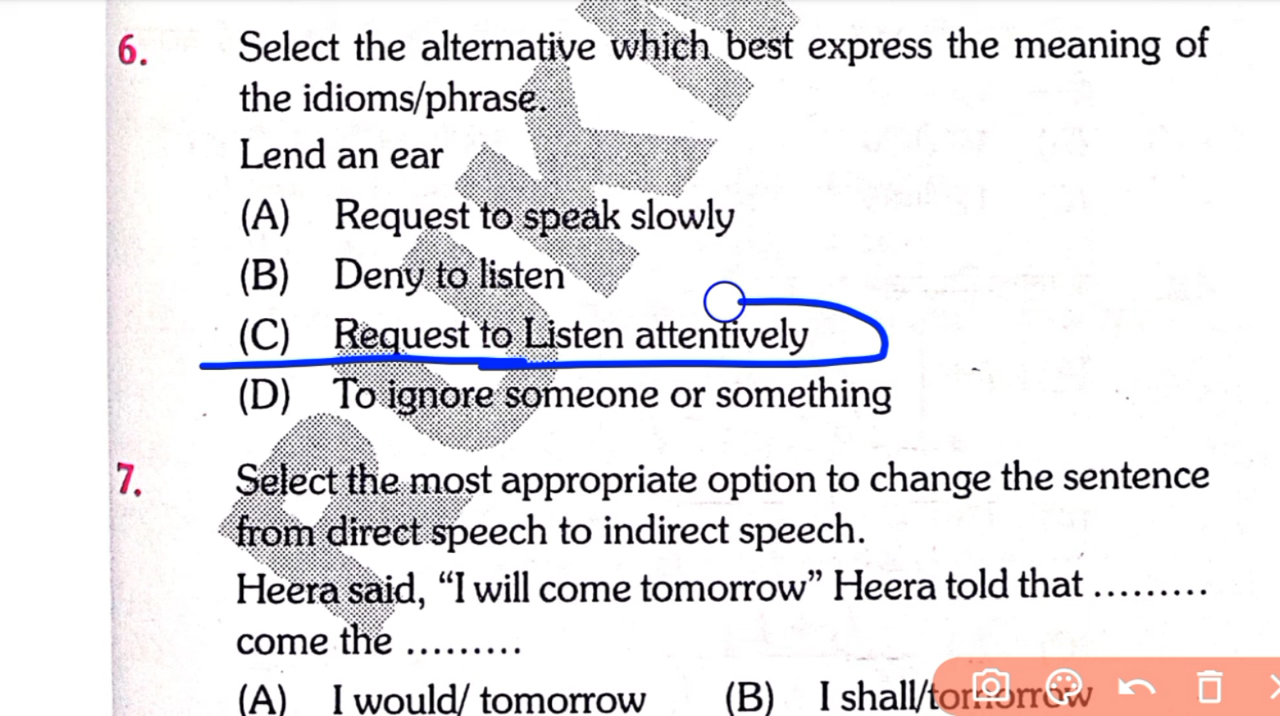 6. Select the alternative which best express the meaning of
the idioms/phrase.
Lend an ear
(A) Request to speak slowly
(B) Deny to listen
(C) Request to Listen attentively
(D) To ignore someone or something
7. Select the most appropriate option to change the sentence
from direct speech to indirect speech.
Heera said, “I will come tomorrow” Heera told that .........
come the .........
(A) I would/ tomorrow (B) I shall/tomorrow